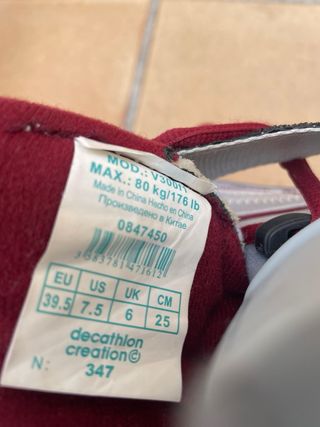 MAX.: 80 kg/176 lb
Made in China Hecho en China
Произведено в Китае
0847450
3583781471612
EU US UK CM
39.5 7.5 6 25
decathlon
creation©
N: 347